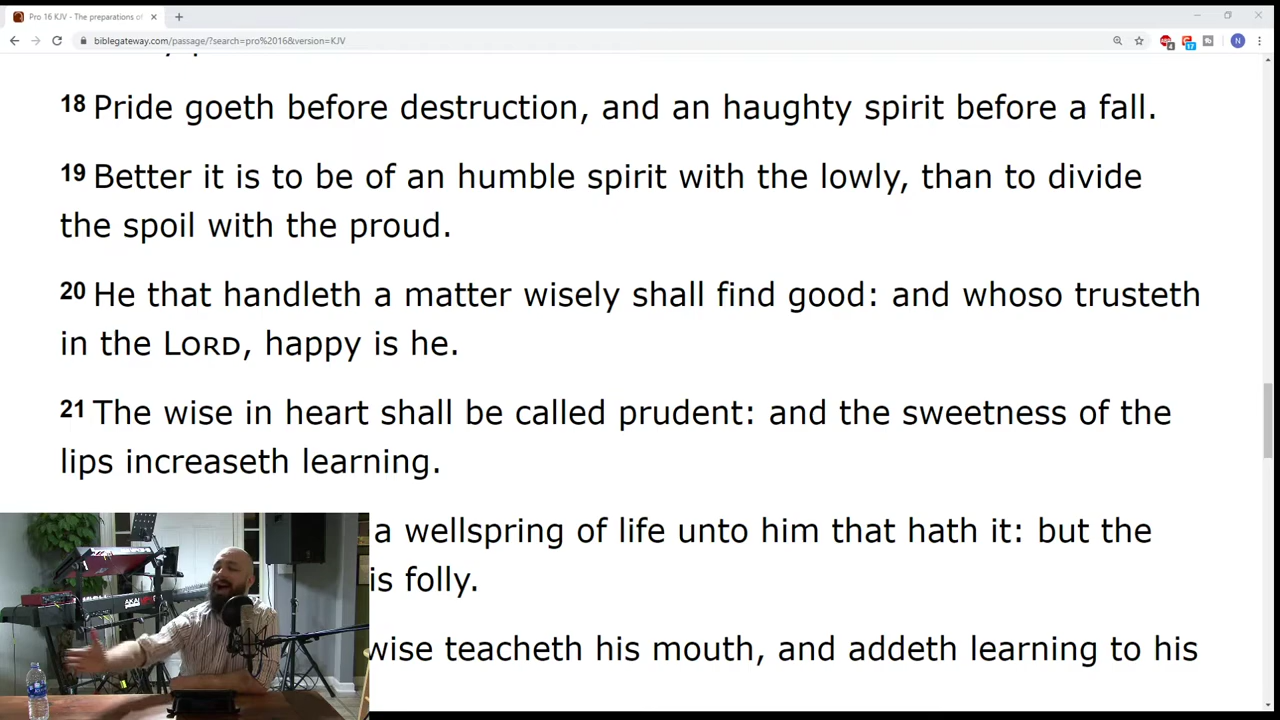 Pro 16 KJV - The preparations of
biblegateway.com/passage/?search=pro%2016&version=KJV
4
17
N
18 Pride goeth before destruction, and an haughty spirit before a fall.
19 Better it is to be of an humble spirit with the lowly, than to divide
the spoil with the proud.
20 He that handleth a matter wisely shall find good: and whoso trusteth
in the LORD, happy is he.
21 The wise in heart shall be called prudent: and the sweetness of the
lips increaseth learning.
a wellspring of life unto him that hath it: but the
is folly.
wise teacheth his mouth, and addeth learning to his
AKAI